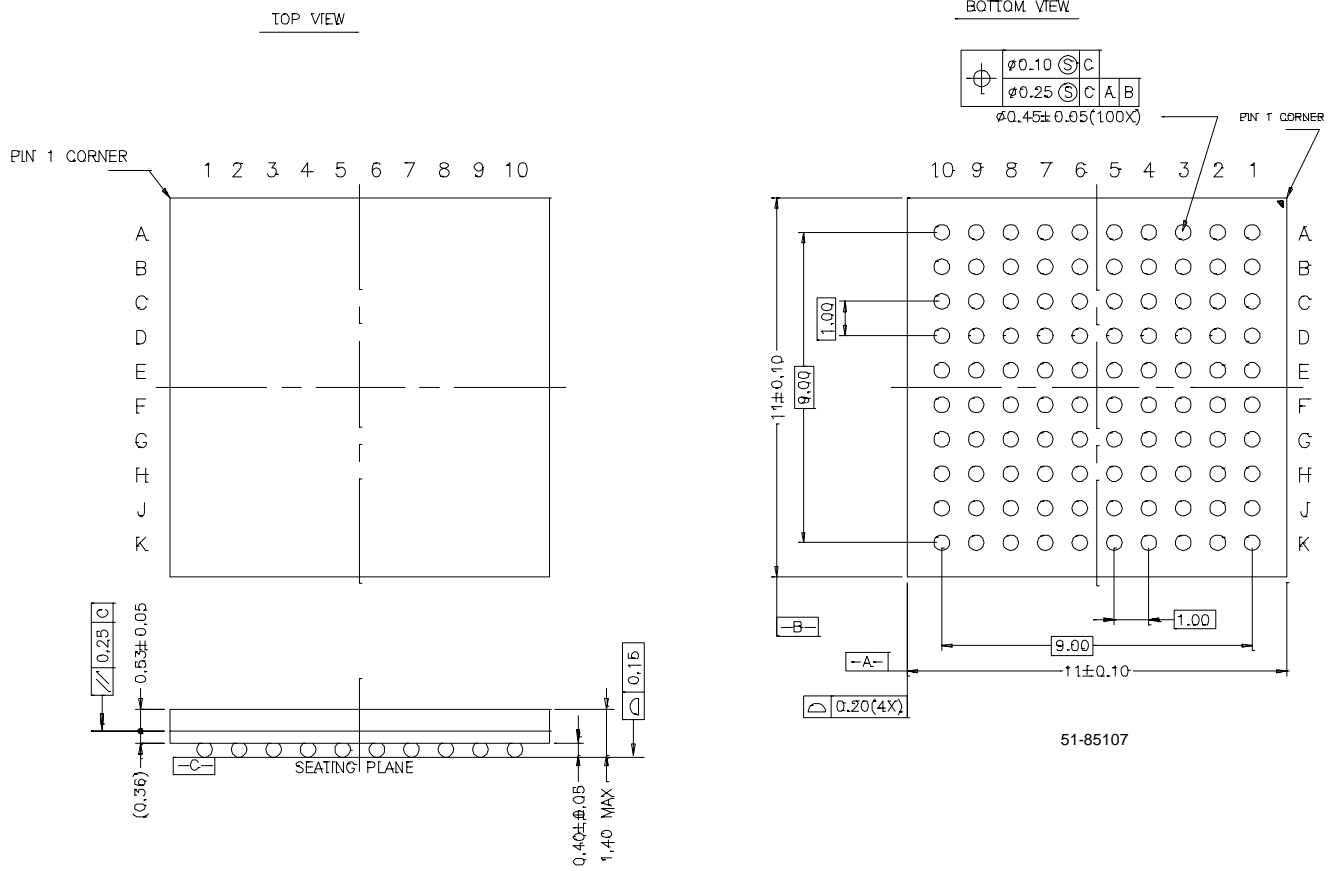 TOP VIEW
BOTTOM VIEW
⌀0.10 Ⓢ C
⌀0.25 Ⓢ C A B
⌀0.45±0.05(100X)
PIN 1 CORNER
PIN 1 CORNER
1 2 3 4 5 6 7 8 9 10
10 9 8 7 6 5 4 3 2 1
A
B
C
D
E
F
G
H
J
K
A
B
C
D
E
F
G
H
J
K
1.00
9.00
11±0.10
-B-
1.00
9.00
-A-
11±0.10
0.20(4X)
51-85107
// 0.25 C
0.53±0.05
(0.36)
-C-
SEATING PLANE
0.15
0.40±0.05
1.40 MAX